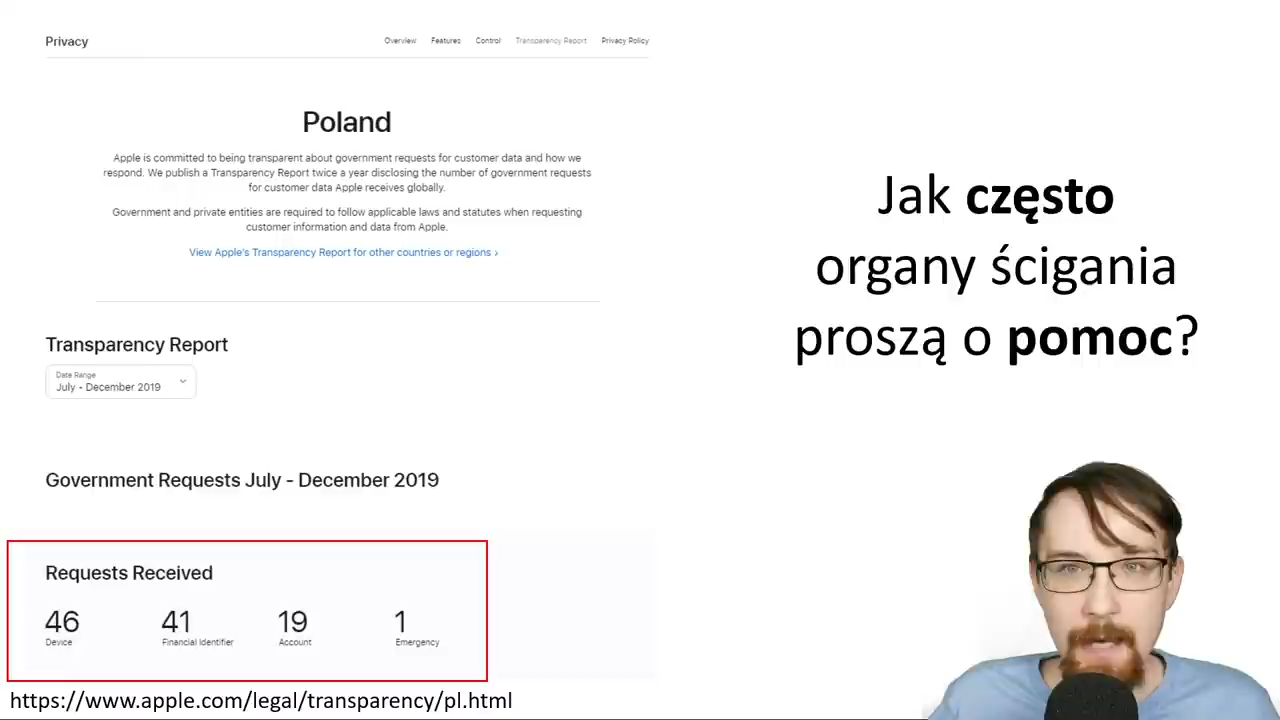 Privacy
Overview Features Control Transparency Report Privacy Policy
Poland
Apple is committed to being transparent about government requests for customer data and how we
respond. We publish a Transparency Report twice a year disclosing the number of government requests
for customer data Apple receives globally.
Government and private entities are required to follow applicable laws and statutes when requesting
customer information and data from Apple.
View Apple's Transparency Report for other countries or regions ›
Transparency Report
Date Range
July - December 2019
Government Requests July - December 2019
Requests Received
46 41 19 1
Device Financial Identifier Account Emergency
https://www.apple.com/legal/transparency/pl.html
Jak często
organy ścigania
proszą o pomoc?